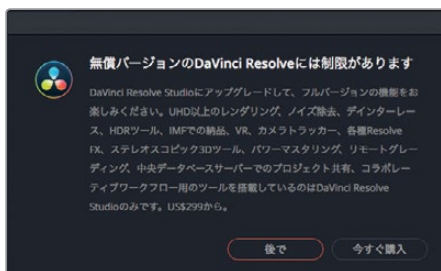 無償バージョンのDaVinci Resolveには制限があります
DaVinci Resolve Studioにアップグレードして、フルバージョンの機能をお
楽しみください。UHD以上のレンダリング、ノイズ除去、デインターレー
ス、HDRツール、IMFでの納品、VR、カメラトラッカー、各種Resolve
FX、ステレオスコピック3Dツール、パワーマスタリング、リモートグレー
ディング、中央データベースサーバーでのプロジェクト共有、コラボレー
ティブワークフロー用のツールを搭載しているのはDaVinci Resolve
Studioのみです。US$299から。
後で
今すぐ購入